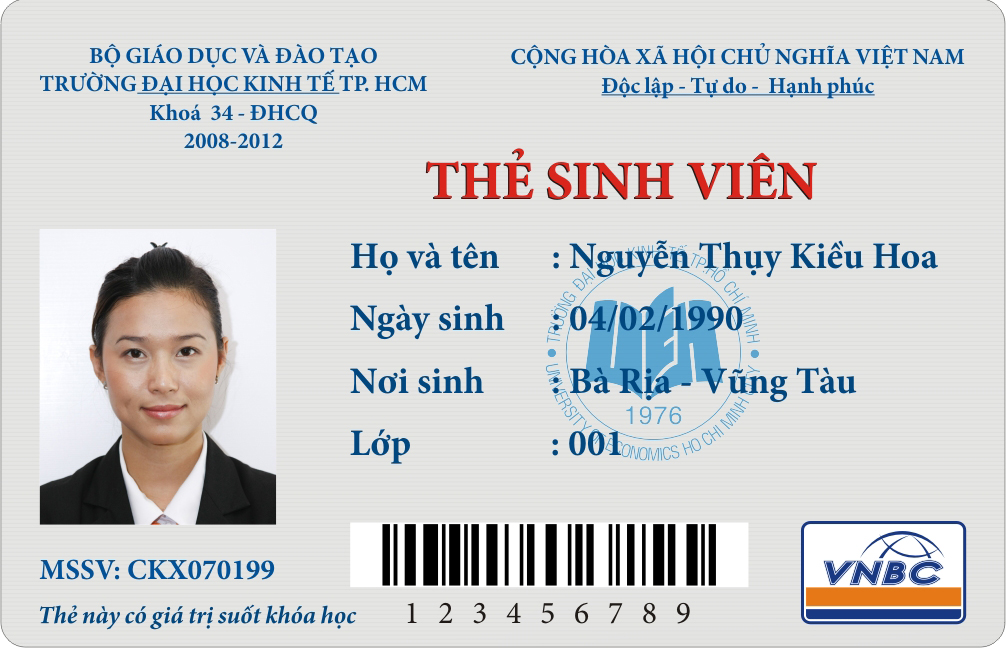 BỘ GIÁO DỤC VÀ ĐÀO TẠO
TRƯỜNG ĐẠI HỌC KINH TẾ TP. HCM
Khoá 34 - ĐHCQ
2008-2012
CỘNG HÒA XÃ HỘI CHỦ NGHĨA VIỆT NAM
Độc lập - Tự do - Hạnh phúc
THẺ SINH VIÊN
Họ và tên : Nguyễn Thụy Kiều Hoa
Ngày sinh : 04/02/1990
Nơi sinh : Bà Rịa - Vũng Tàu
Lớp : 001
TRƯỜNG ĐẠI HỌC KINH TẾ TP.HỒ CHÍ MINH
UEH
1976
UNIVERSITY OF ECONOMICS HO CHI MINH CITY
MSSV: CKX070199
Thẻ này có giá trị suốt khóa học
1 2 3 4 5 6 7 8 9
VNBC